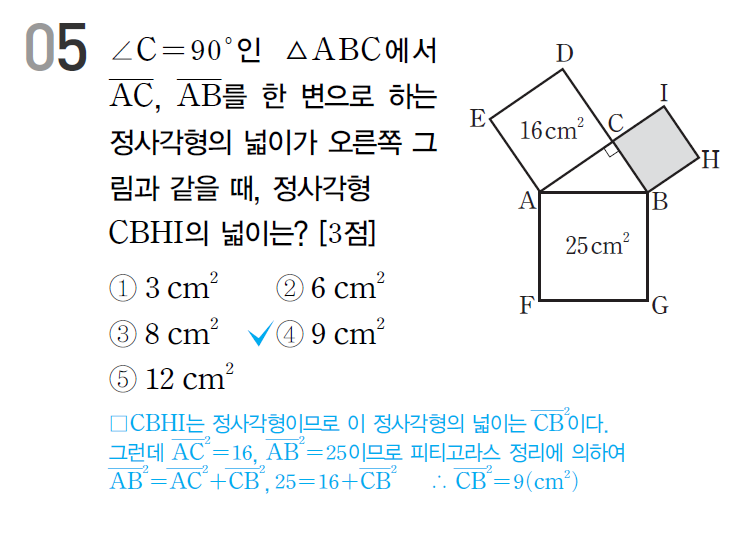 05 ∠C=90°인 △ABC에서
AC, AB를 한 변으로 하는
정사각형의 넓이가 오른쪽 그
림과 같을 때, 정사각형
CBHI의 넓이는? [3점]
① 3 cm² ② 6 cm²
③ 8 cm² ④ 9 cm²
⑤ 12 cm²
D
E
16cm²
C
I
H
A
B
25cm²
F
G
□CBHI는 정사각형이므로 이 정사각형의 넓이는 CB²이다.
그런데 AC²=16, AB²=25이므로 피티고라스 정리에 의하여
AB²=AC²+CB², 25=16+CB² ∴ CB²=9(cm²)